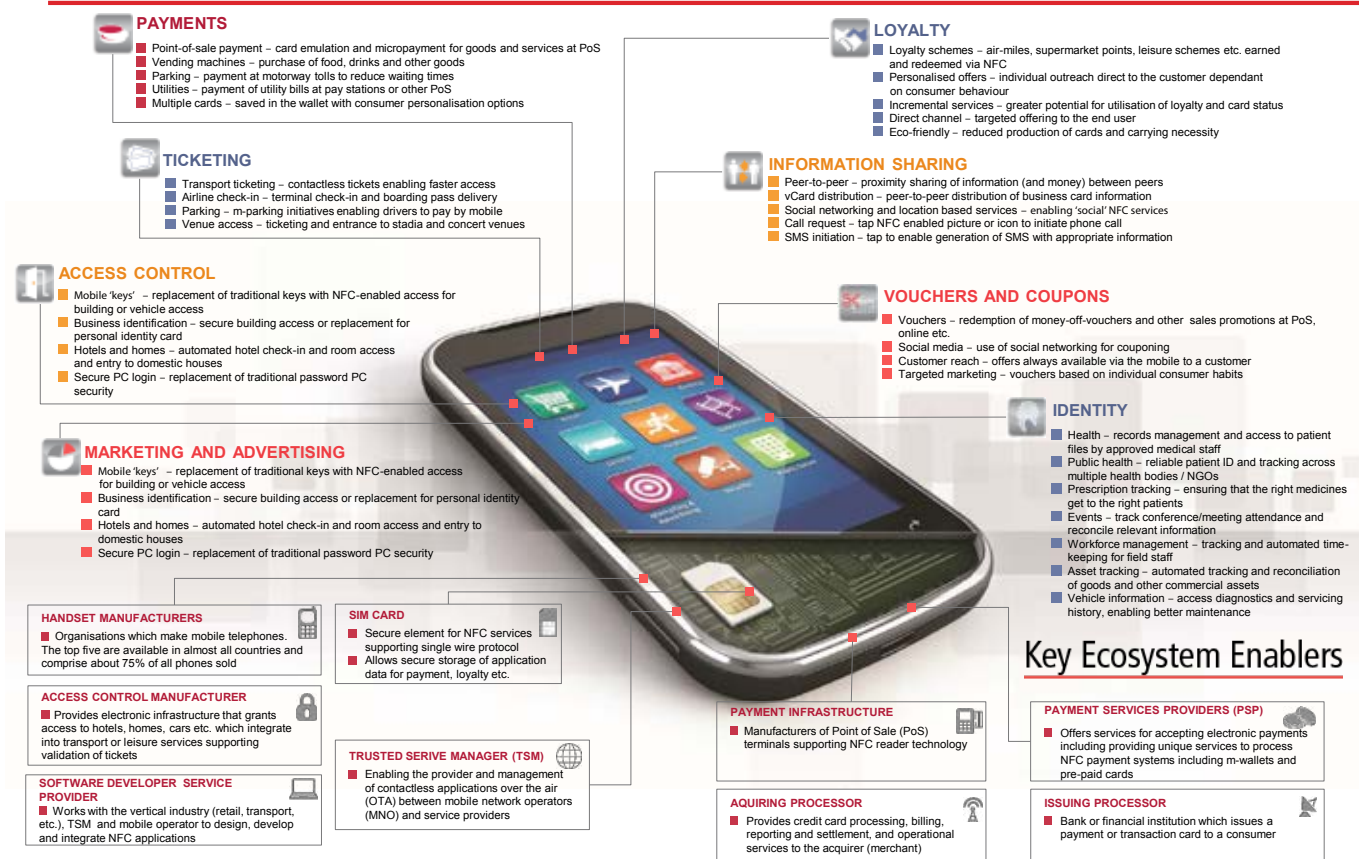 PAYMENTS
Point-of-sale payment – card emulation and micropayment for goods and services at PoS
Vending machines – purchase of food, drinks and other goods
Parking – payment at motorway tolls to reduce waiting times
Utilities – payment of utility bills at pay stations or other PoS
Multiple cards – saved in the wallet with consumer personalisation options
LOYALTY
Loyalty schemes – air-miles, supermarket points, leisure schemes etc. earned
and redeemed via NFC
Personalised offers – individual outreach direct to the customer dependant
on consumer behaviour
Incremental services – greater potential for utilisation of loyalty and card status
Direct channel – targeted offering to the end user
Eco-friendly – reduced production of cards and carrying necessity
TICKETING
Transport ticketing – contactless tickets enabling faster access
Airline check-in – terminal check-in and boarding pass delivery
Parking – m-parking initiatives enabling drivers to pay by mobile
Venue access – ticketing and entrance to stadia and concert venues
INFORMATION SHARING
Peer-to-peer – proximity sharing of information (and money) between peers
vCard distribution – peer-to-peer distribution of business card information
Social networking and location based services – enabling 'social' NFC services
Call request – tap NFC enabled picture or icon to initiate phone call
SMS initiation – tap to enable generation of SMS with appropriate information
ACCESS CONTROL
Mobile 'keys' – replacement of traditional keys with NFC-enabled access for
building or vehicle access
Business identification – secure building access or replacement for
personal identity card
Hotels and homes – automated hotel check-in and room access
and entry to domestic houses
Secure PC login – replacement of traditional password PC
security
VOUCHERS AND COUPONS
Vouchers – redemption of money-off-vouchers and other sales promotions at PoS,
online etc.
Social media – use of social networking for couponing
Customer reach – offers always available via the mobile to a customer
Targeted marketing – vouchers based on individual consumer habits
IDENTITY
Health – records management and access to patient
files by approved medical staff
Public health – reliable patient ID and tracking across
multiple health bodies / NGOs
Prescription tracking – ensuring that the right medicines
get to the right patients
Events – track conference/meeting attendance and
reconcile relevant information
Workforce management – tracking and automated time-
keeping for field staff
Asset tracking – automated tracking and reconciliation
of goods and other commercial assets
Vehicle information – access diagnostics and servicing
history, enabling better maintenance
MARKETING AND ADVERTISING
Mobile 'keys' – replacement of traditional keys with NFC-enabled access
for building or vehicle access
Business identification – secure building access or replacement for personal identity
card
Hotels and homes – automated hotel check-in and room access and entry to
domestic houses
Secure PC login – replacement of traditional password PC security
Key Ecosystem Enablers
HANDSET MANUFACTURERS
Organisations which make mobile telephones.
The top five are available in almost all countries and
comprise about 75% of all phones sold
SIM CARD
Secure element for NFC services
supporting single wire protocol
Allows secure storage of application
data for payment, loyalty etc.
ACCESS CONTROL MANUFACTURER
Provides electronic infrastructure that grants
access to hotels, homes, cars etc. which integrate
into transport or leisure services supporting
validation of tickets
TRUSTED SERIVE MANAGER (TSM)
Enabling the provider and management
of contactless applications over the air
(OTA) between mobile network operators
(MNO) and service providers
SOFTWARE DEVELOPER SERVICE
PROVIDER
Works with the vertical industry (retail, transport,
etc.), TSM and mobile operator to design, develop
and integrate NFC applications
PAYMENT INFRASTRUCTURE
Manufacturers of Point of Sale (PoS)
terminals supporting NFC reader technology
PAYMENT SERVICES PROVIDERS (PSP)
Offers services for accepting electronic payments
including providing unique services to process
NFC payment systems including m-wallets and
pre-paid cards
AQUIRING PROCESSOR
Provides credit card processing, billing,
reporting and settlement, and operational
services to the acquirer (merchant)
ISSUING PROCESSOR
Bank or financial institution which issues a
payment or transaction card to a consumer